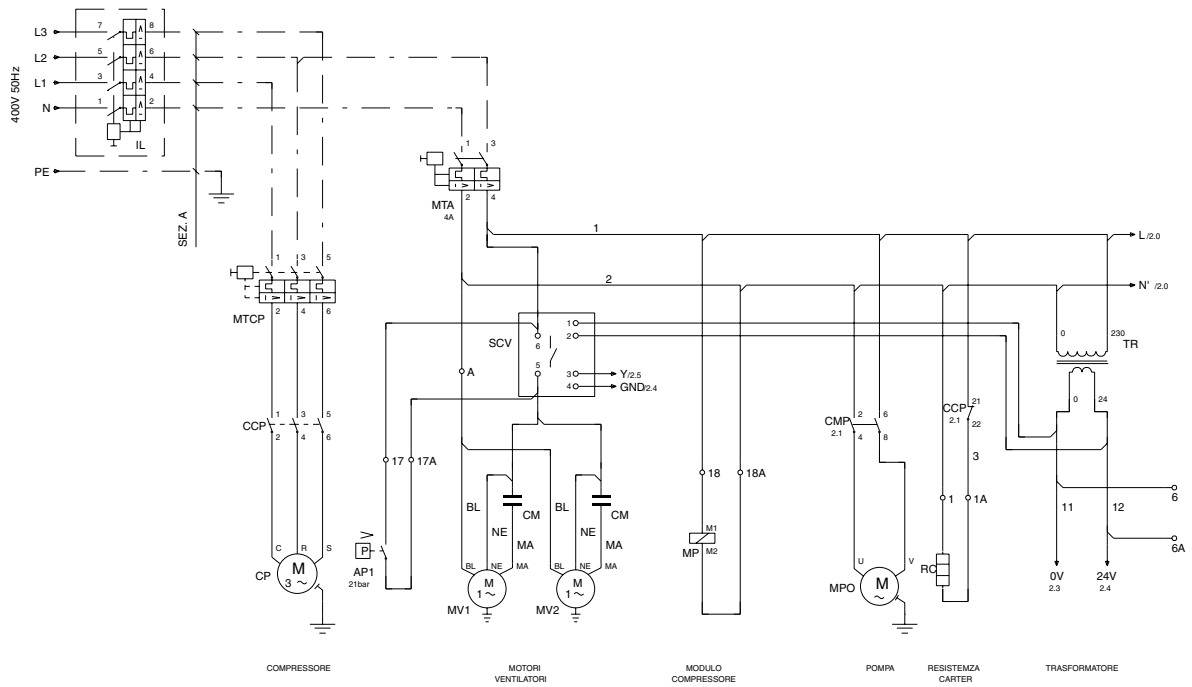 400V 50Hz
L3
7
8
L2
5
6
L1
3
4
N
1
2
IL
PE
SEZ. A
1
3
MTA
4A
2
4
1
L /2.0
2
N' /2.0
1
3
5
MTCP
2
4
6
SCV
6
1
2
5
3
Y/2.5
4
GND/2.4
A
0
230
TR
0
24
CCP
1
3
5
2
4
6
CMP
2.1
2
6
4
8
CCP
2.1
21
22
3
17
17A
18
18A
1
1A
11
12
6
6A
BL
NE
MA
CM
BL
NE
MA
CM
C
R
S
CP
M
3 ~
P
AP1
21bar
BL
NE
MA
M
1 ~
MV1
BL
NE
MA
M
1 ~
MV2
MP
M1
M2
U
V
MPO
M
~
RC
0V
2.3
24V
2.4
COMPRESSORE
MOTORI
VENTILATORI
MODULO
COMPRESSORE
POMPA
RESISTEMZA
CARTER
TRASFORMATORE